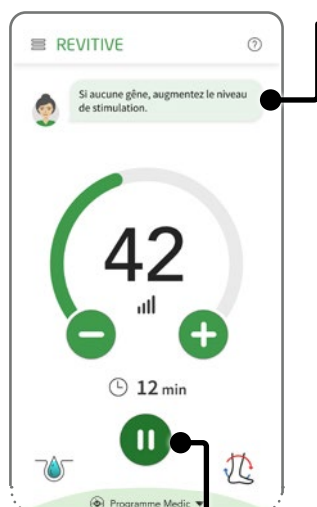 REVITIVE
?
Si aucune gêne, augmentez le niveau
de stimulation.
42
12 min
Programme Medic